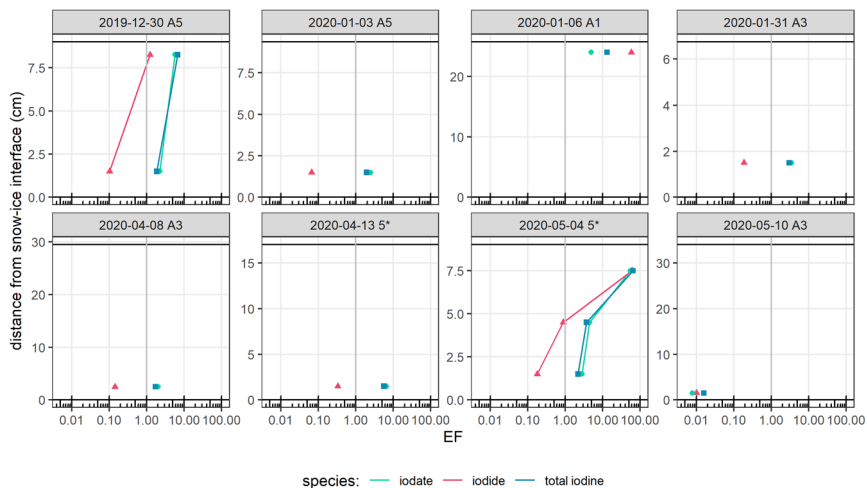 2019-12-30 A5
2020-01-03 A5
2020-01-06 A1
2020-01-31 A3
7.5
5.0
2.5
0.0
7.5
5.0
2.5
0.0
20
10
0
6
4
2
0
distance from snow-ice interface (cm)
2020-04-08 A3
2020-04-13 5*
2020-05-04 5*
2020-05-10 A3
30
20
10
0
15
10
5
0
7.5
5.0
2.5
0.0
30
20
10
0
0.01 0.10 1.00 10.00 100.00
0.01 0.10 1.00 10.00 100.00
0.01 0.10 1.00 10.00 100.00
0.01 0.10 1.00 10.00 100.00
EF
species: iodate iodide total iodine